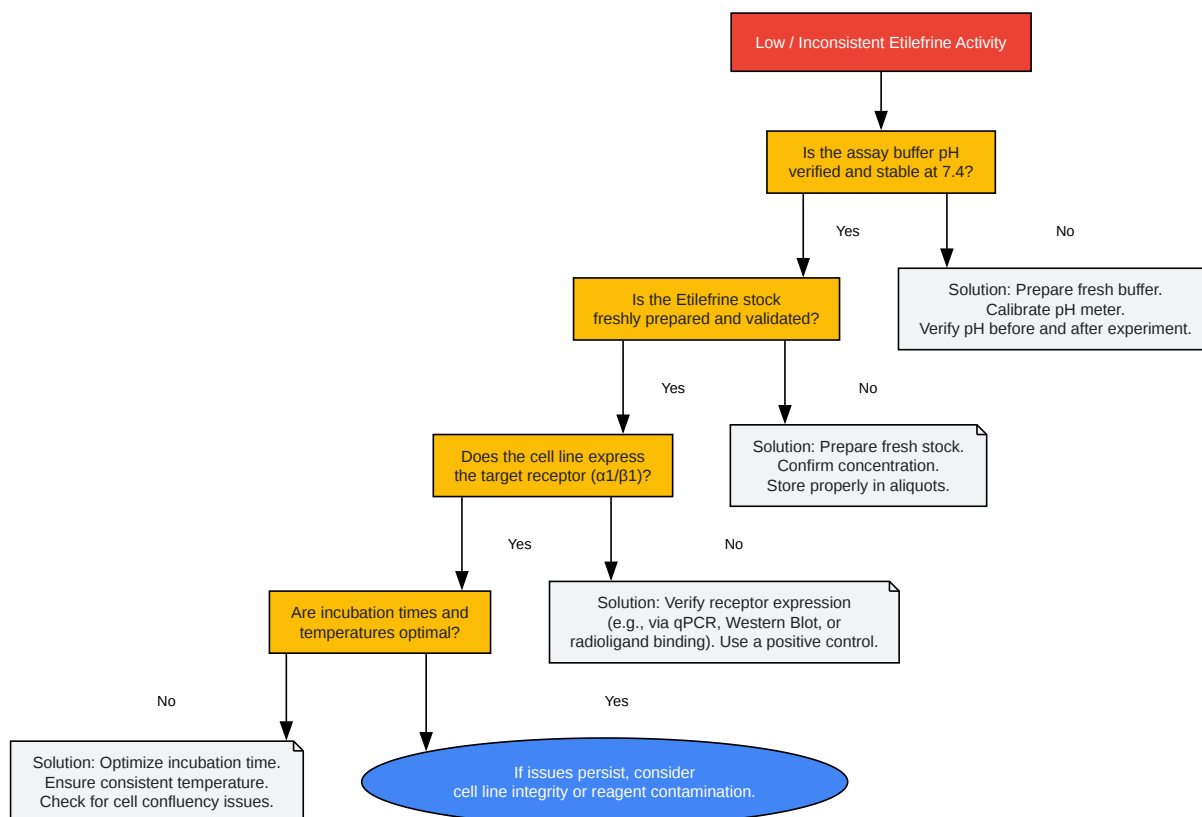 Low / Inconsistent Etilefrine Activity
Is the assay buffer pH
verified and stable at 7.4?
Yes
No
Solution: Prepare fresh buffer.
Calibrate pH meter.
Verify pH before and after experiment.
Is the Etilefrine stock
freshly prepared and validated?
Yes
No
Solution: Prepare fresh stock.
Confirm concentration.
Store properly in aliquots.
Does the cell line express
the target receptor (α1/β1)?
Yes
No
Solution: Verify receptor expression
(e.g., via qPCR, Western Blot, or
radioligand binding). Use a positive control.
Are incubation times and
temperatures optimal?
No
Yes
Solution: Optimize incubation time.
Ensure consistent temperature.
Check for cell confluency issues.
If issues persist, consider
cell line integrity or reagent contamination.